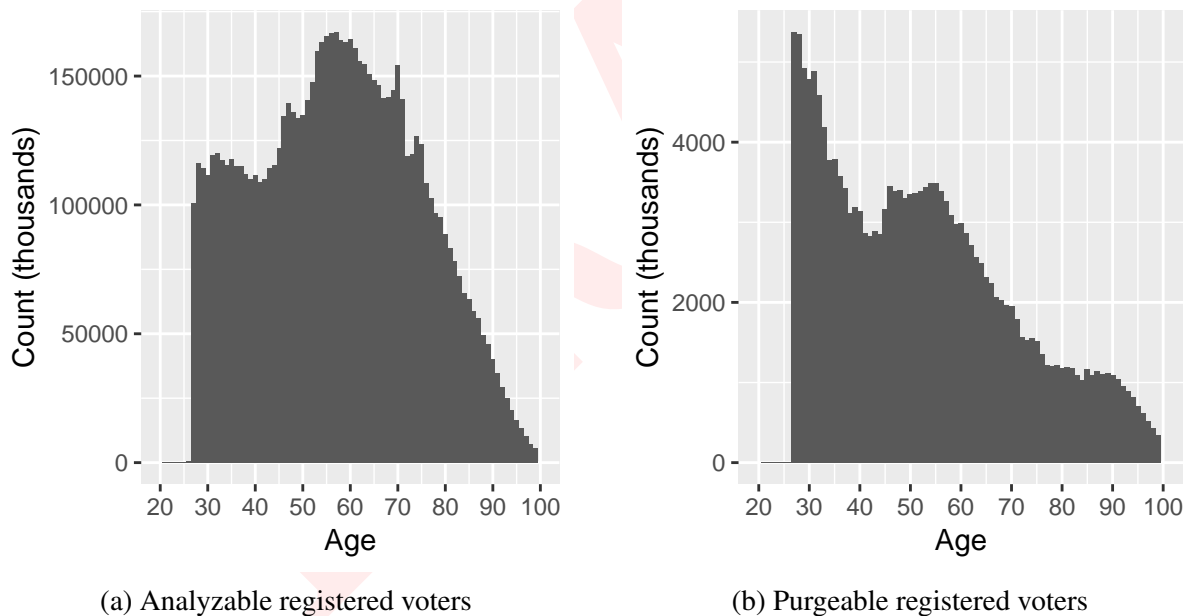 Count (thousands)
150000
100000
50000
0
20 30 40 50 60 70 80 90 100
Age
(a) Analyzable registered voters
Count (thousands)
4000
2000
0
20 30 40 50 60 70 80 90 100
Age
(b) Purgeable registered voters